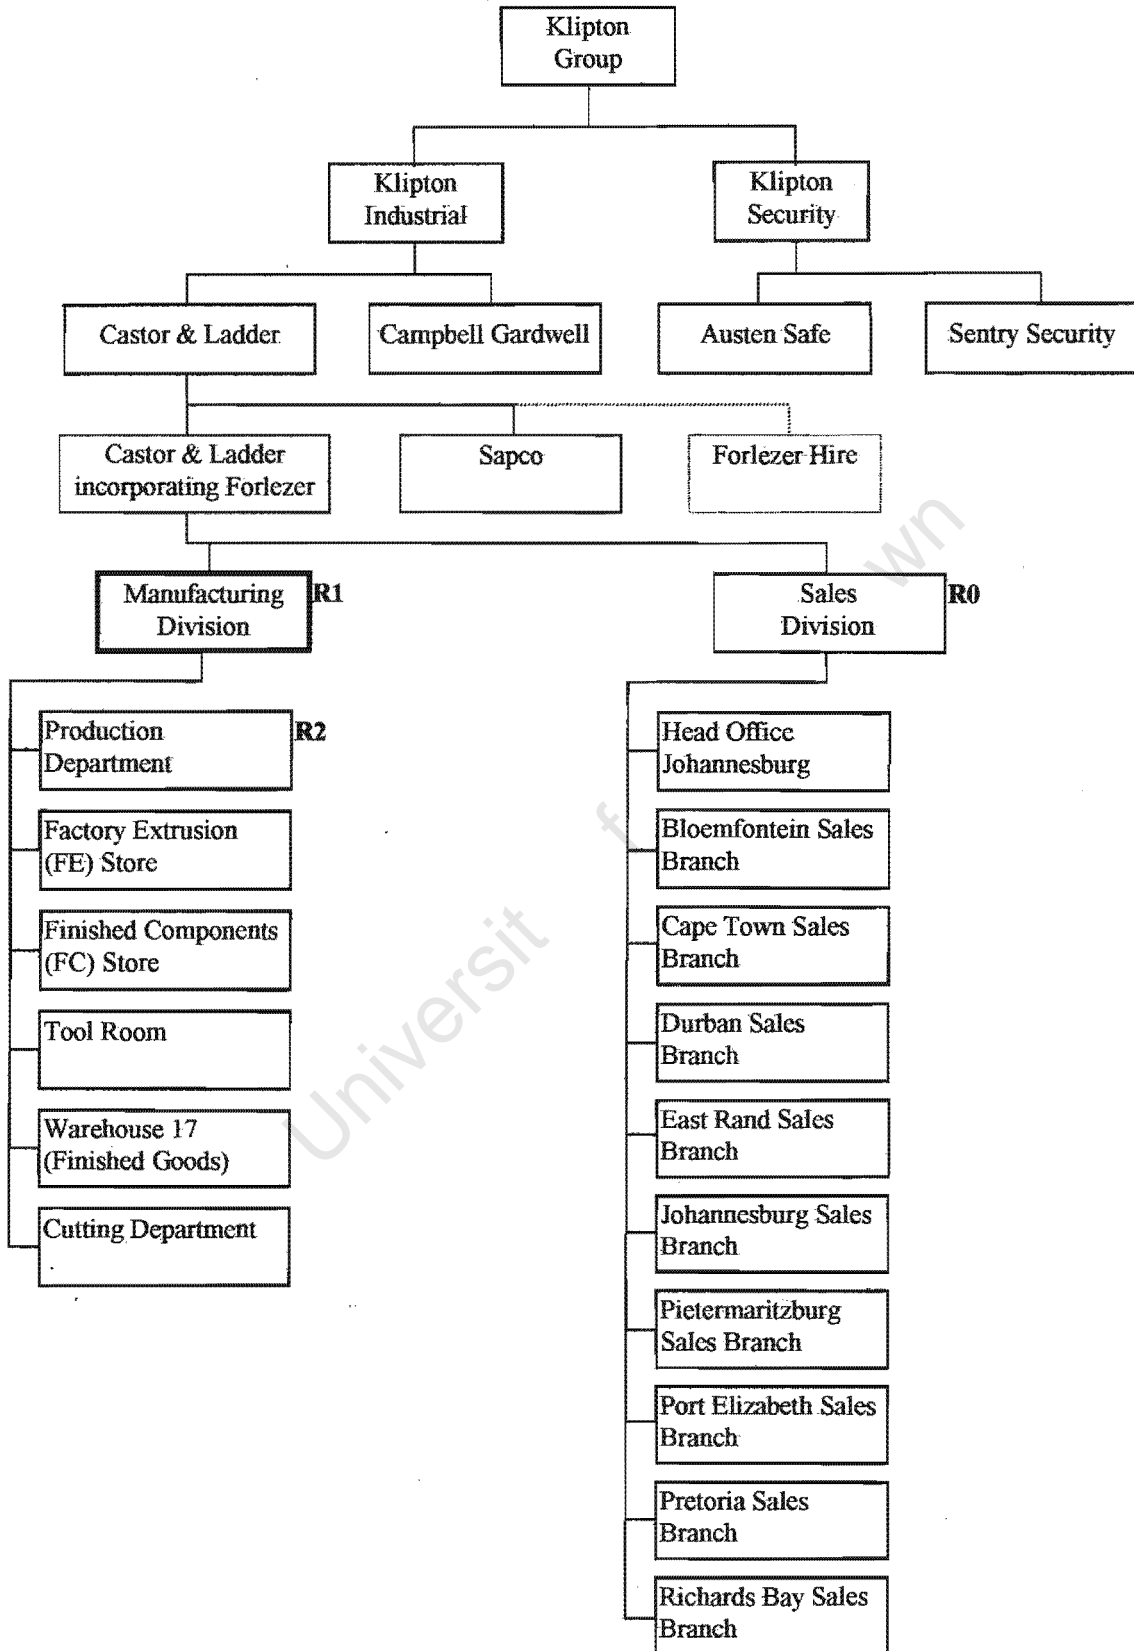 Klipton
Group
Klipton
Industrial
Klipton
Security
Castor & Ladder
Campbell Gardwell
Austen Safe
Sentry Security
Castor & Ladder
incorporating Forlezer
Sapco
Forlezer Hire
Manufacturing
Division
R1
Sales
Division
R0
Production
Department
R2
Factory Extrusion
(FE) Store
Finished Components
(FC) Store
Tool Room
Warehouse 17
(Finished Goods)
Cutting Department
Head Office
Johannesburg
Bloemfontein Sales
Branch
Cape Town Sales
Branch
Durban Sales
Branch
East Rand Sales
Branch
Johannesburg Sales
Branch
Pietermaritzburg
Sales Branch
Port Elizabeth Sales
Branch
Pretoria Sales
Branch
Richards Bay Sales
Branch
Universit f wn